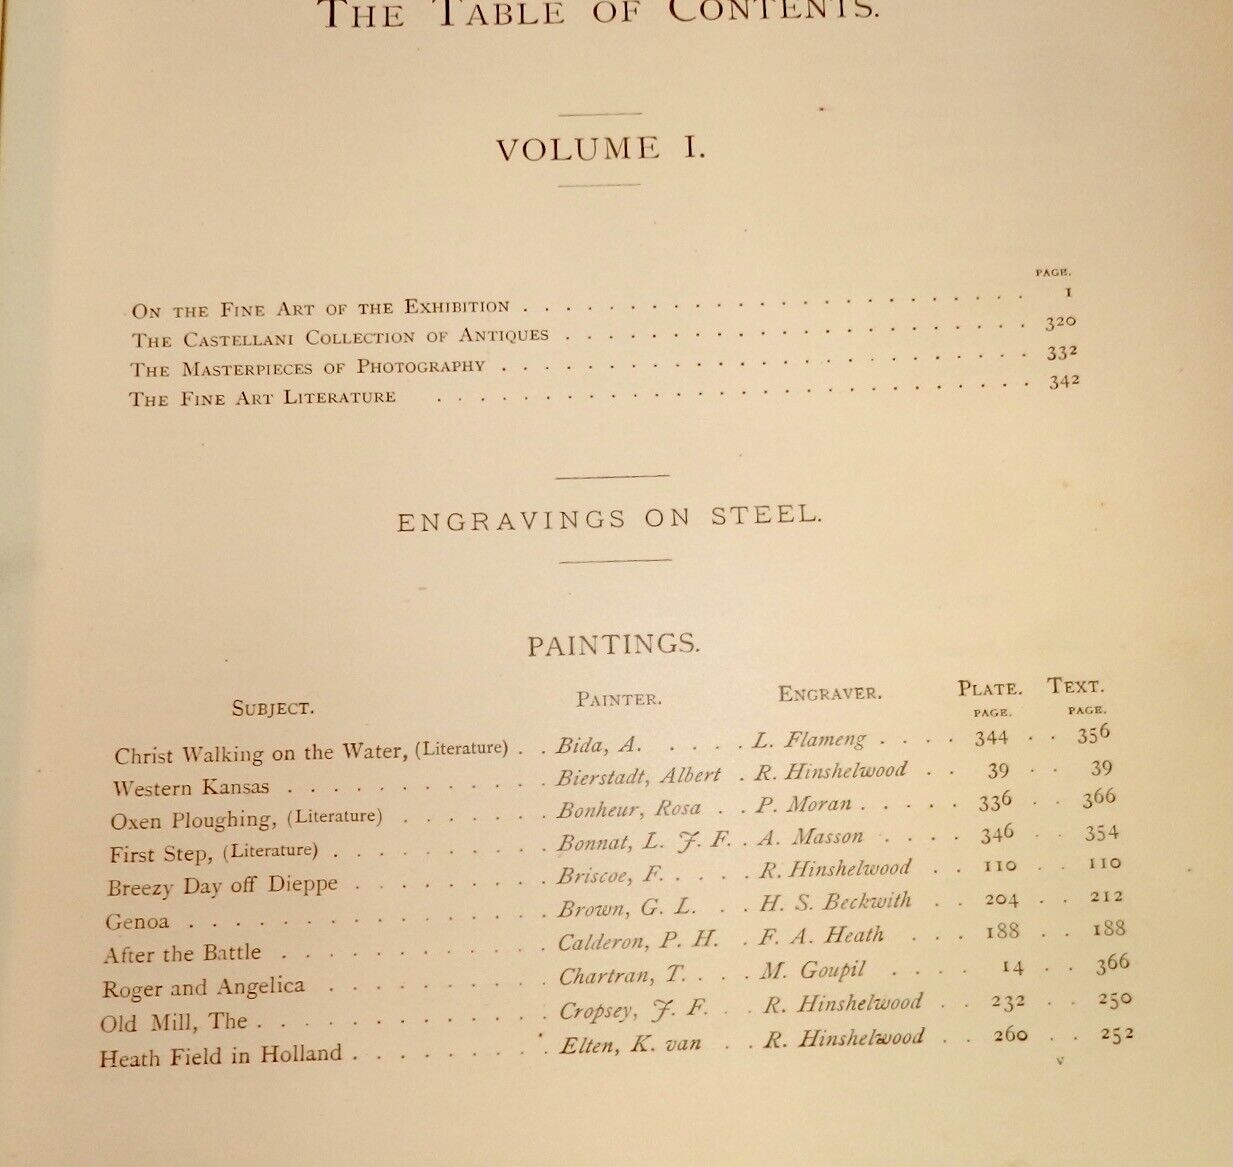 THE TABLE OF CONTENTS.
VOLUME I.
PAGE.
ON THE FINE ART OF THE EXHIBITION . . . . . . . . . . . . . . . . . . 1
THE CASTELLANI COLLECTION OF ANTIQUES . . . . . . . . . . . . . . . . . 320
THE MASTERPIECES OF PHOTOGRAPHY . . . . . . . . . . . . . . . . . . . 332
THE FINE ART LITERATURE . . . . . . . . . . . . . . . . . . . . . 342
ENGRAVINGS ON STEEL.
PAINTINGS.
SUBJECT. PAINTER. ENGRAVER. PLATE. TEXT.
PAGE. PAGE.
Christ Walking on the Water, (Literature) . . Bida, A. . . . . . L. Flameng . . . . 344 . . 356
Western Kansas . . . . . . . . . . . Bierstadt, Albert . R. Hinshelwood . . 39 . . 39
Oxen Ploughing, (Literature) . . . . . . . Bonheur, Rosa . . P. Moran . . . . . 336 . . 366
First Step, (Literature) . . . . . . . . . Bonnat, L. J. F. . A. Masson . . . . 346 . . 354
Breezy Day off Dieppe . . . . . . . . Briscoe, F. . . . . R. Hinshelwood . . 110 . . 110
Genoa . . . . . . . . . . . . . . Brown, G. L. . . H. S. Beckwith . . 204 . . 212
After the Battle . . . . . . . . . . . Calderon, P. H. . F. A. Heath . . . 188 . . 188
Roger and Angelica . . . . . . . . . Chartran, T. . . . M. Goupil . . . . 14 . . 366
Old Mill, The . . . . . . . . . . . . Cropsey, J. F. . . R. Hinshelwood . . 232 . . 250
Heath Field in Holland . . . . . . . . Elten, K. van . . R. Hinshelwood . . 260 . . 252
v